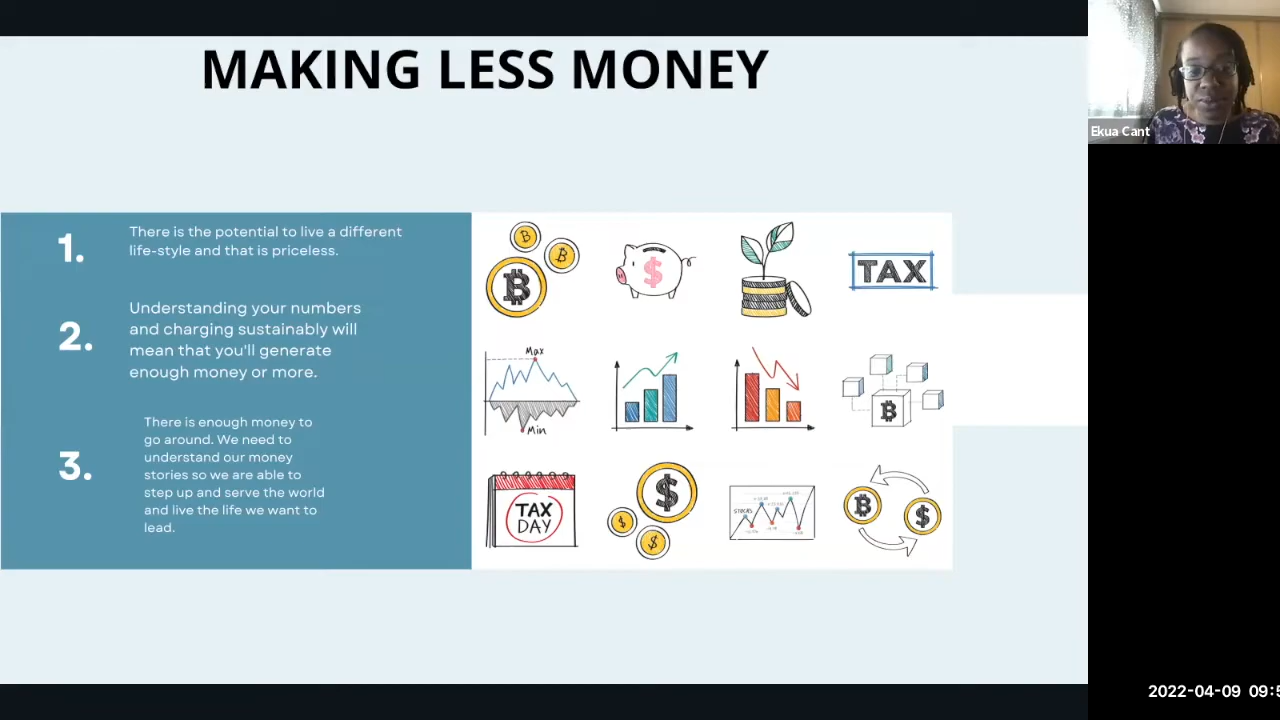 MAKING LESS MONEY
Ekua Cant
1.
There is the potential to live a different
life-style and that is priceless.
2.
Understanding your numbers
and charging sustainably will
mean that you'll generate
enough money or more.
3.
There is enough money to
go around. We need to
understand our money
stories so we are able to
step up and serve the world
and live the life we want to
lead.
TAX
Max
Min
TAX
DAY
STOCKS
2022-04-09 09:5